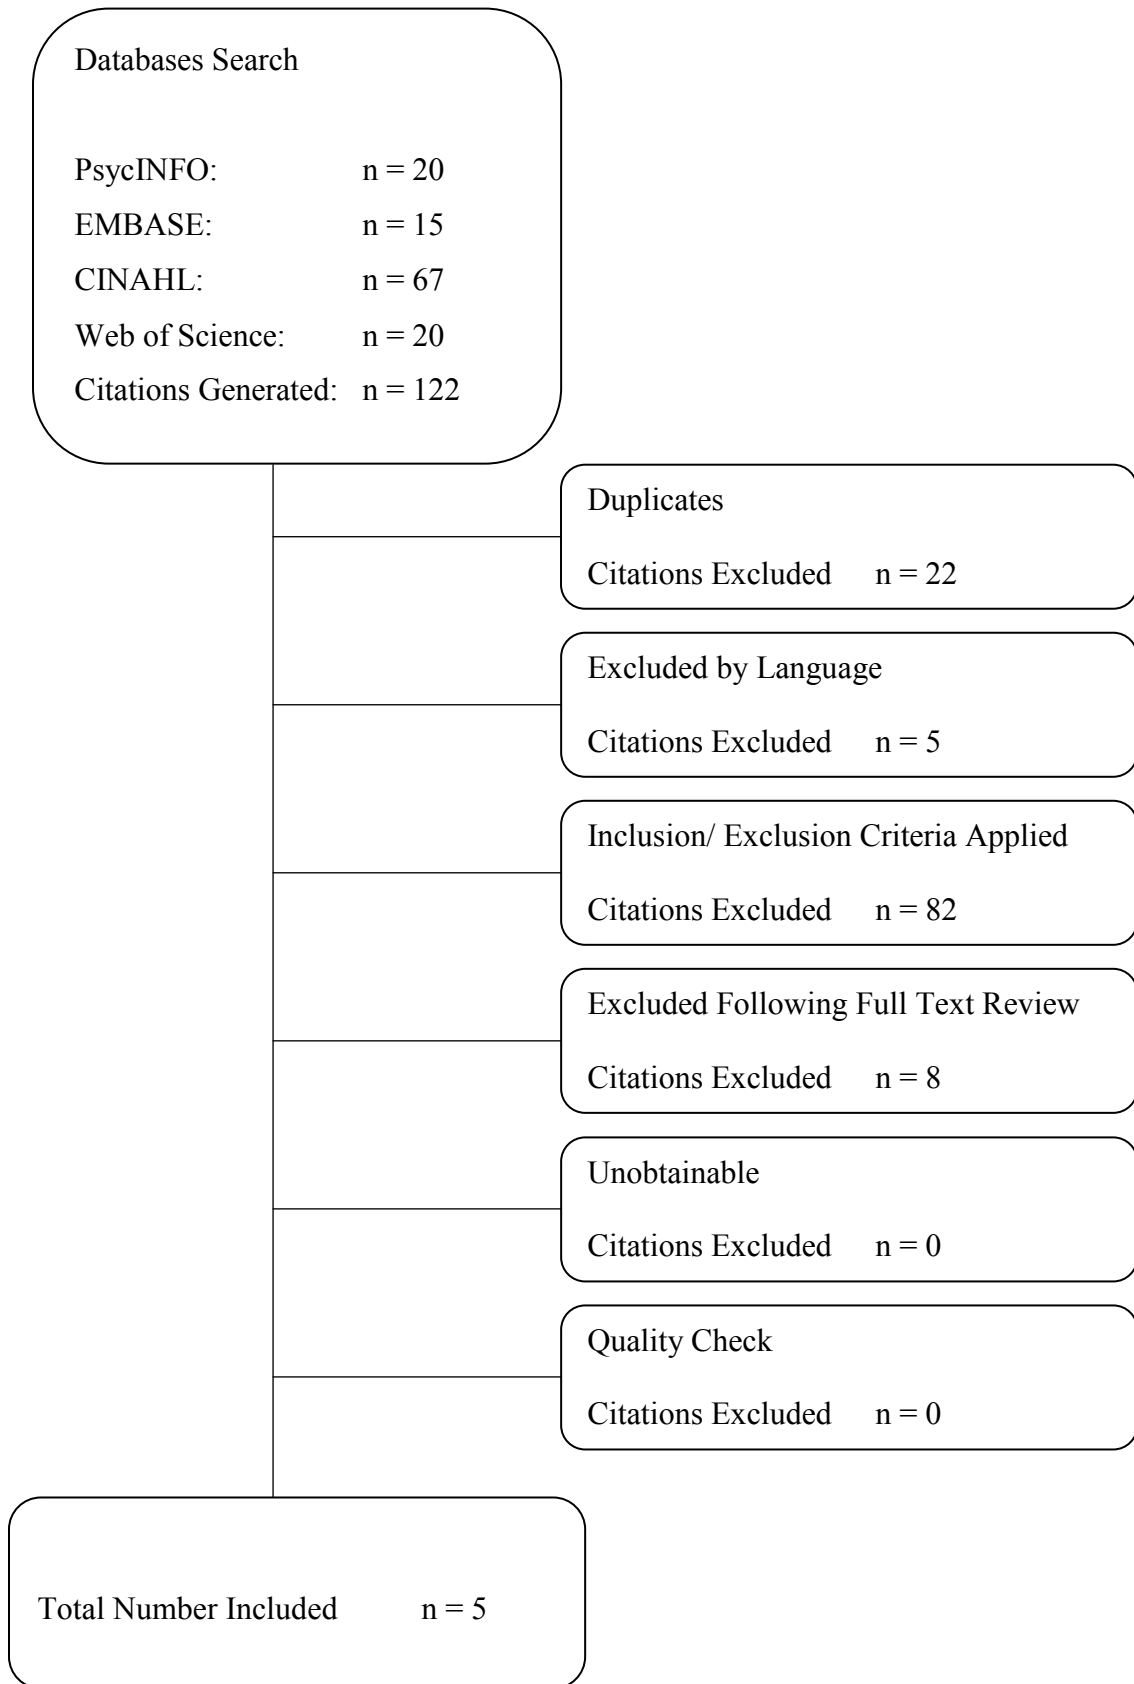 Databases Search
PsycINFO: n = 20
EMBASE: n = 15
CINAHL: n = 67
Web of Science: n = 20
Citations Generated: n = 122
Duplicates
Citations Excluded n = 22
Excluded by Language
Citations Excluded n = 5
Inclusion/ Exclusion Criteria Applied
Citations Excluded n = 82
Excluded Following Full Text Review
Citations Excluded n = 8
Unobtainable
Citations Excluded n = 0
Quality Check
Citations Excluded n = 0
Total Number Included n = 5